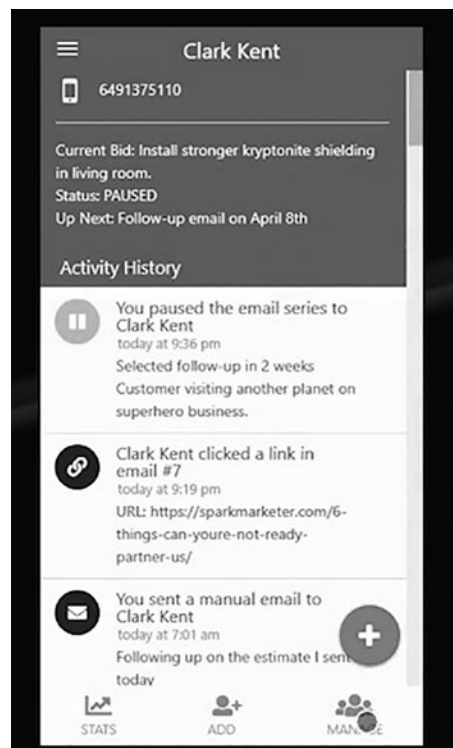 Clark Kent
6491375110
Current Bid: Install stronger kryptonite shielding
in living room.
Status: PAUSED
Up Next: Follow-up email on April 8th
Activity History
You paused the email series to
Clark Kent
today at 9:36 pm
Selected follow-up in 2 weeks
Customer visiting another planet on
superhero business.
Clark Kent clicked a link in
email #7
today at 9:19 pm
URL: https://sparkmarketer.com/6-
things-can-youre-not-ready-
partner-us/
You sent a manual email to
Clark Kent
today at 7:01 am
Following up on the estimate I sent
today
STATS
ADD
MANAGE